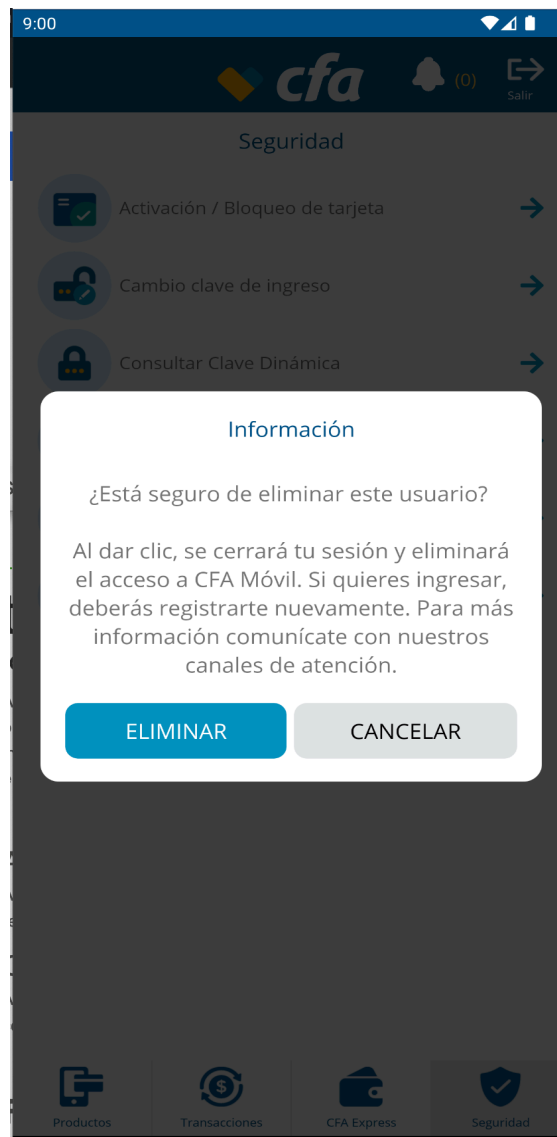 9:00
cfa
(0)
Salir
Seguridad
Activación / Bloqueo de tarjeta
Cambio clave de ingreso
Consultar Clave Dinámica
Información
¿Está seguro de eliminar este usuario?
Al dar clic, se cerrará tu sesión y eliminará
el acceso a CFA Móvil. Si quieres ingresar,
deberás registrarte nuevamente. Para más
información comunícate con nuestros
canales de atención.
ELIMINAR
CANCELAR
Productos
Transacciones
CFA Express
Seguridad